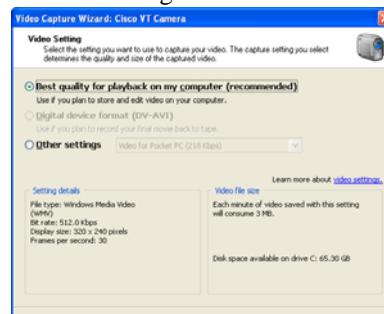 Video Capture Wizard: Cisco VT Camera
Video Setting
Select the setting you want to use to capture your video. The capture setting you select
determines the quality and size of the captured video.
Best quality for playback on my computer (recommended)
Use if you plan to store and edit video on your computer.
Digital device format (DV-AVI)
Use if you plan to record your final movie back to tape.
Other settings
Video for Pocket PC (218 Kbps)
Learn more about video settings.
Setting details
File type: Windows Media Video
(WMV)
Bit rate: 512.0 Kbps
Display size: 320 x 240 pixels
Frames per second: 30
Video file size
Each minute of video saved with this setting
will consume 3 MB.
Disk space available on drive C: 65.30 GB